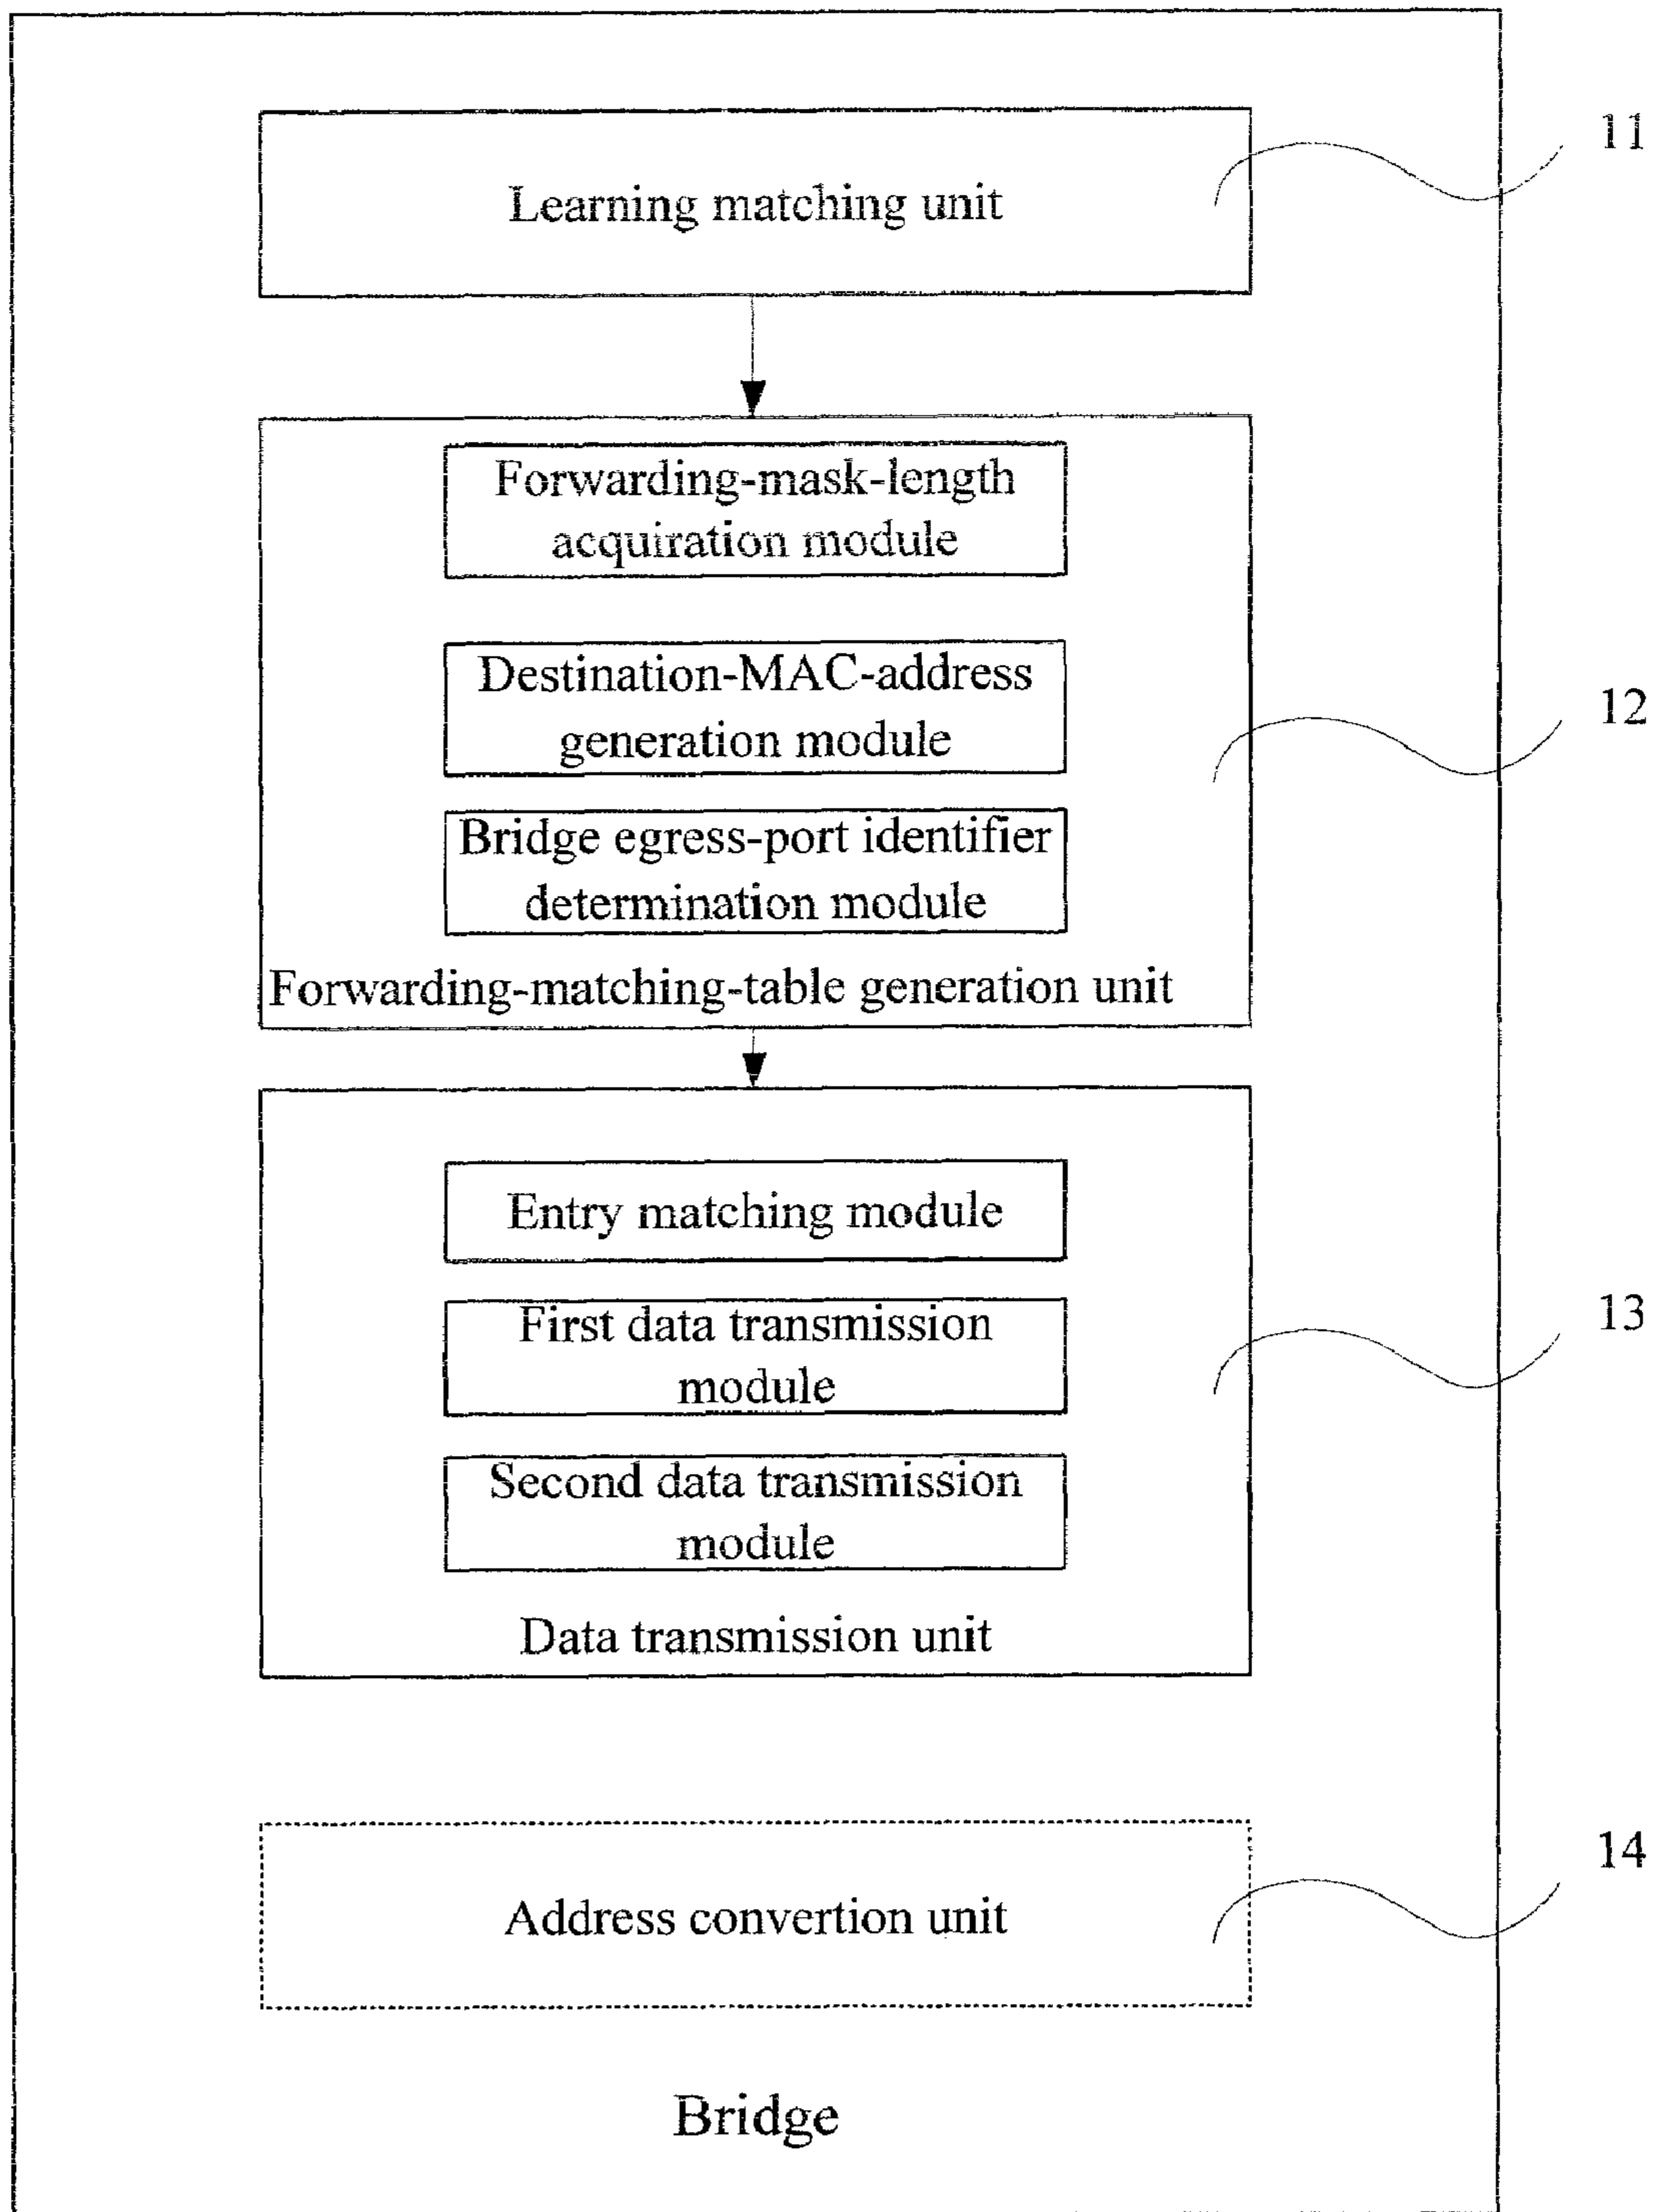 11
Learning matching unit
Forwarding-mask-length
acquiration module
Destination-MAC-address
generation module
12
Bridge egress-port identifier
determination module
Forwarding-matching-table generation unit
Entry matching module
First data transmission
module
13
Second data transmission
module
Data transmission unit
14
Address convertion unit
Bridge